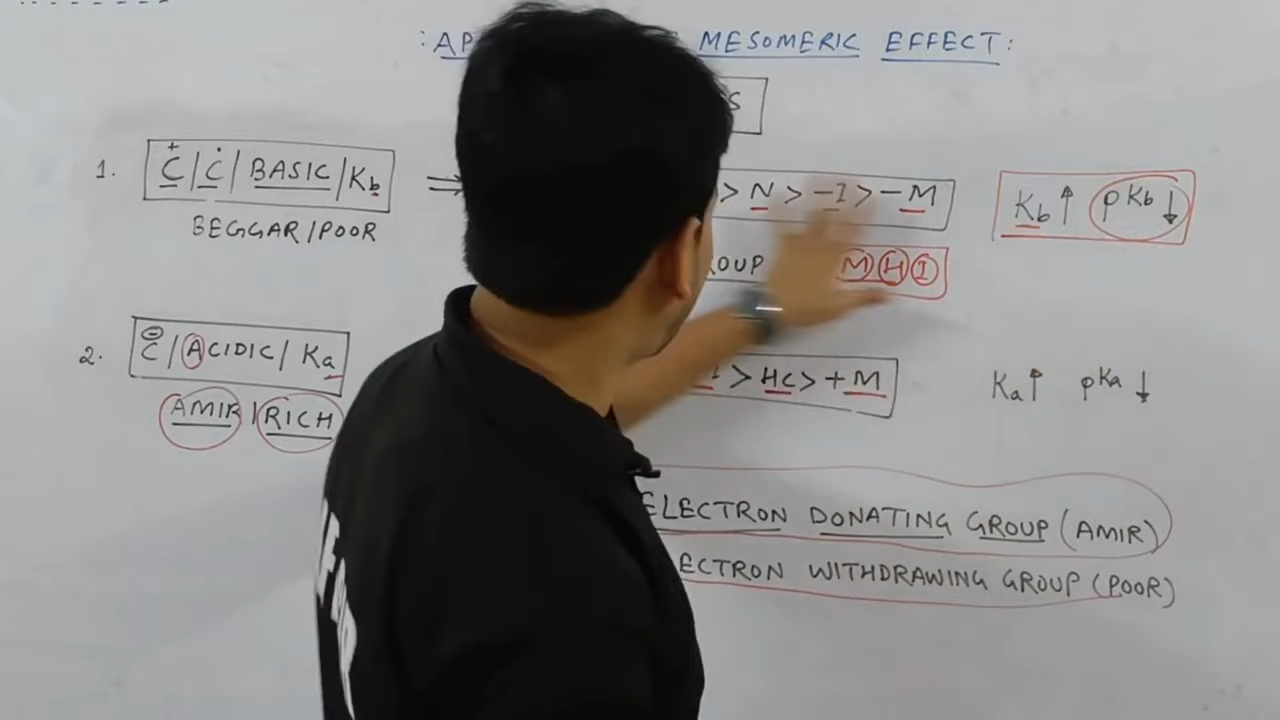 : AP MESOMERIC EFFECT :
S
1. C⁺ / Ċ / BASIC / Kb ⇒ > N > -I > -M Kb ↑ pKb ↓
BEGGAR / POOR
OUP M H I
2. C⊖ / ACIDIC / Ka I > HC > + M Ka ↑ pKa ↓
AMIR / RICH
ELECTRON DONATING GROUP (AMIR)
ECTRON WITHDRAWING GROUP (POOR)